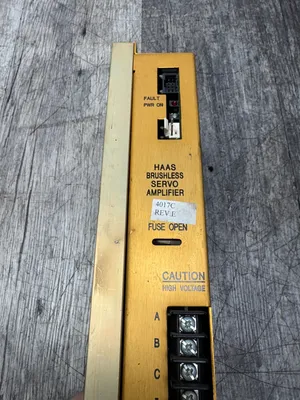 FAULT
PWR ON
HAAS
BRUSHLESS
SERVO
AMPLIFIER
4017C
REV.E
FUSE OPEN
CAUTION
HIGH VOLTAGE
A
B
C